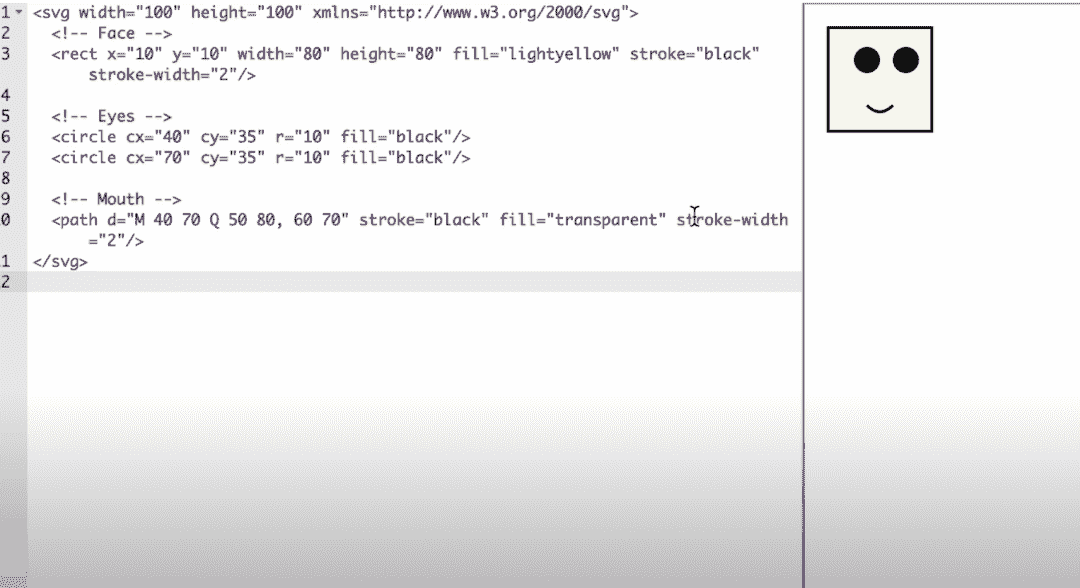 1 <svg width="100" height="100" xmlns="http://www.w3.org/2000/svg">
2 <!-- Face -->
3 <rect x="10" y="10" width="80" height="80" fill="lightyellow" stroke="black"
stroke-width="2"/>
4
5 <!-- Eyes -->
6 <circle cx="40" cy="35" r="10" fill="black"/>
7 <circle cx="70" cy="35" r="10" fill="black"/>
8
9 <!-- Mouth -->
0 <path d="M 40 70 Q 50 80, 60 70" stroke="black" fill="transparent" stroke-width
="2"/>
1 </svg>
2